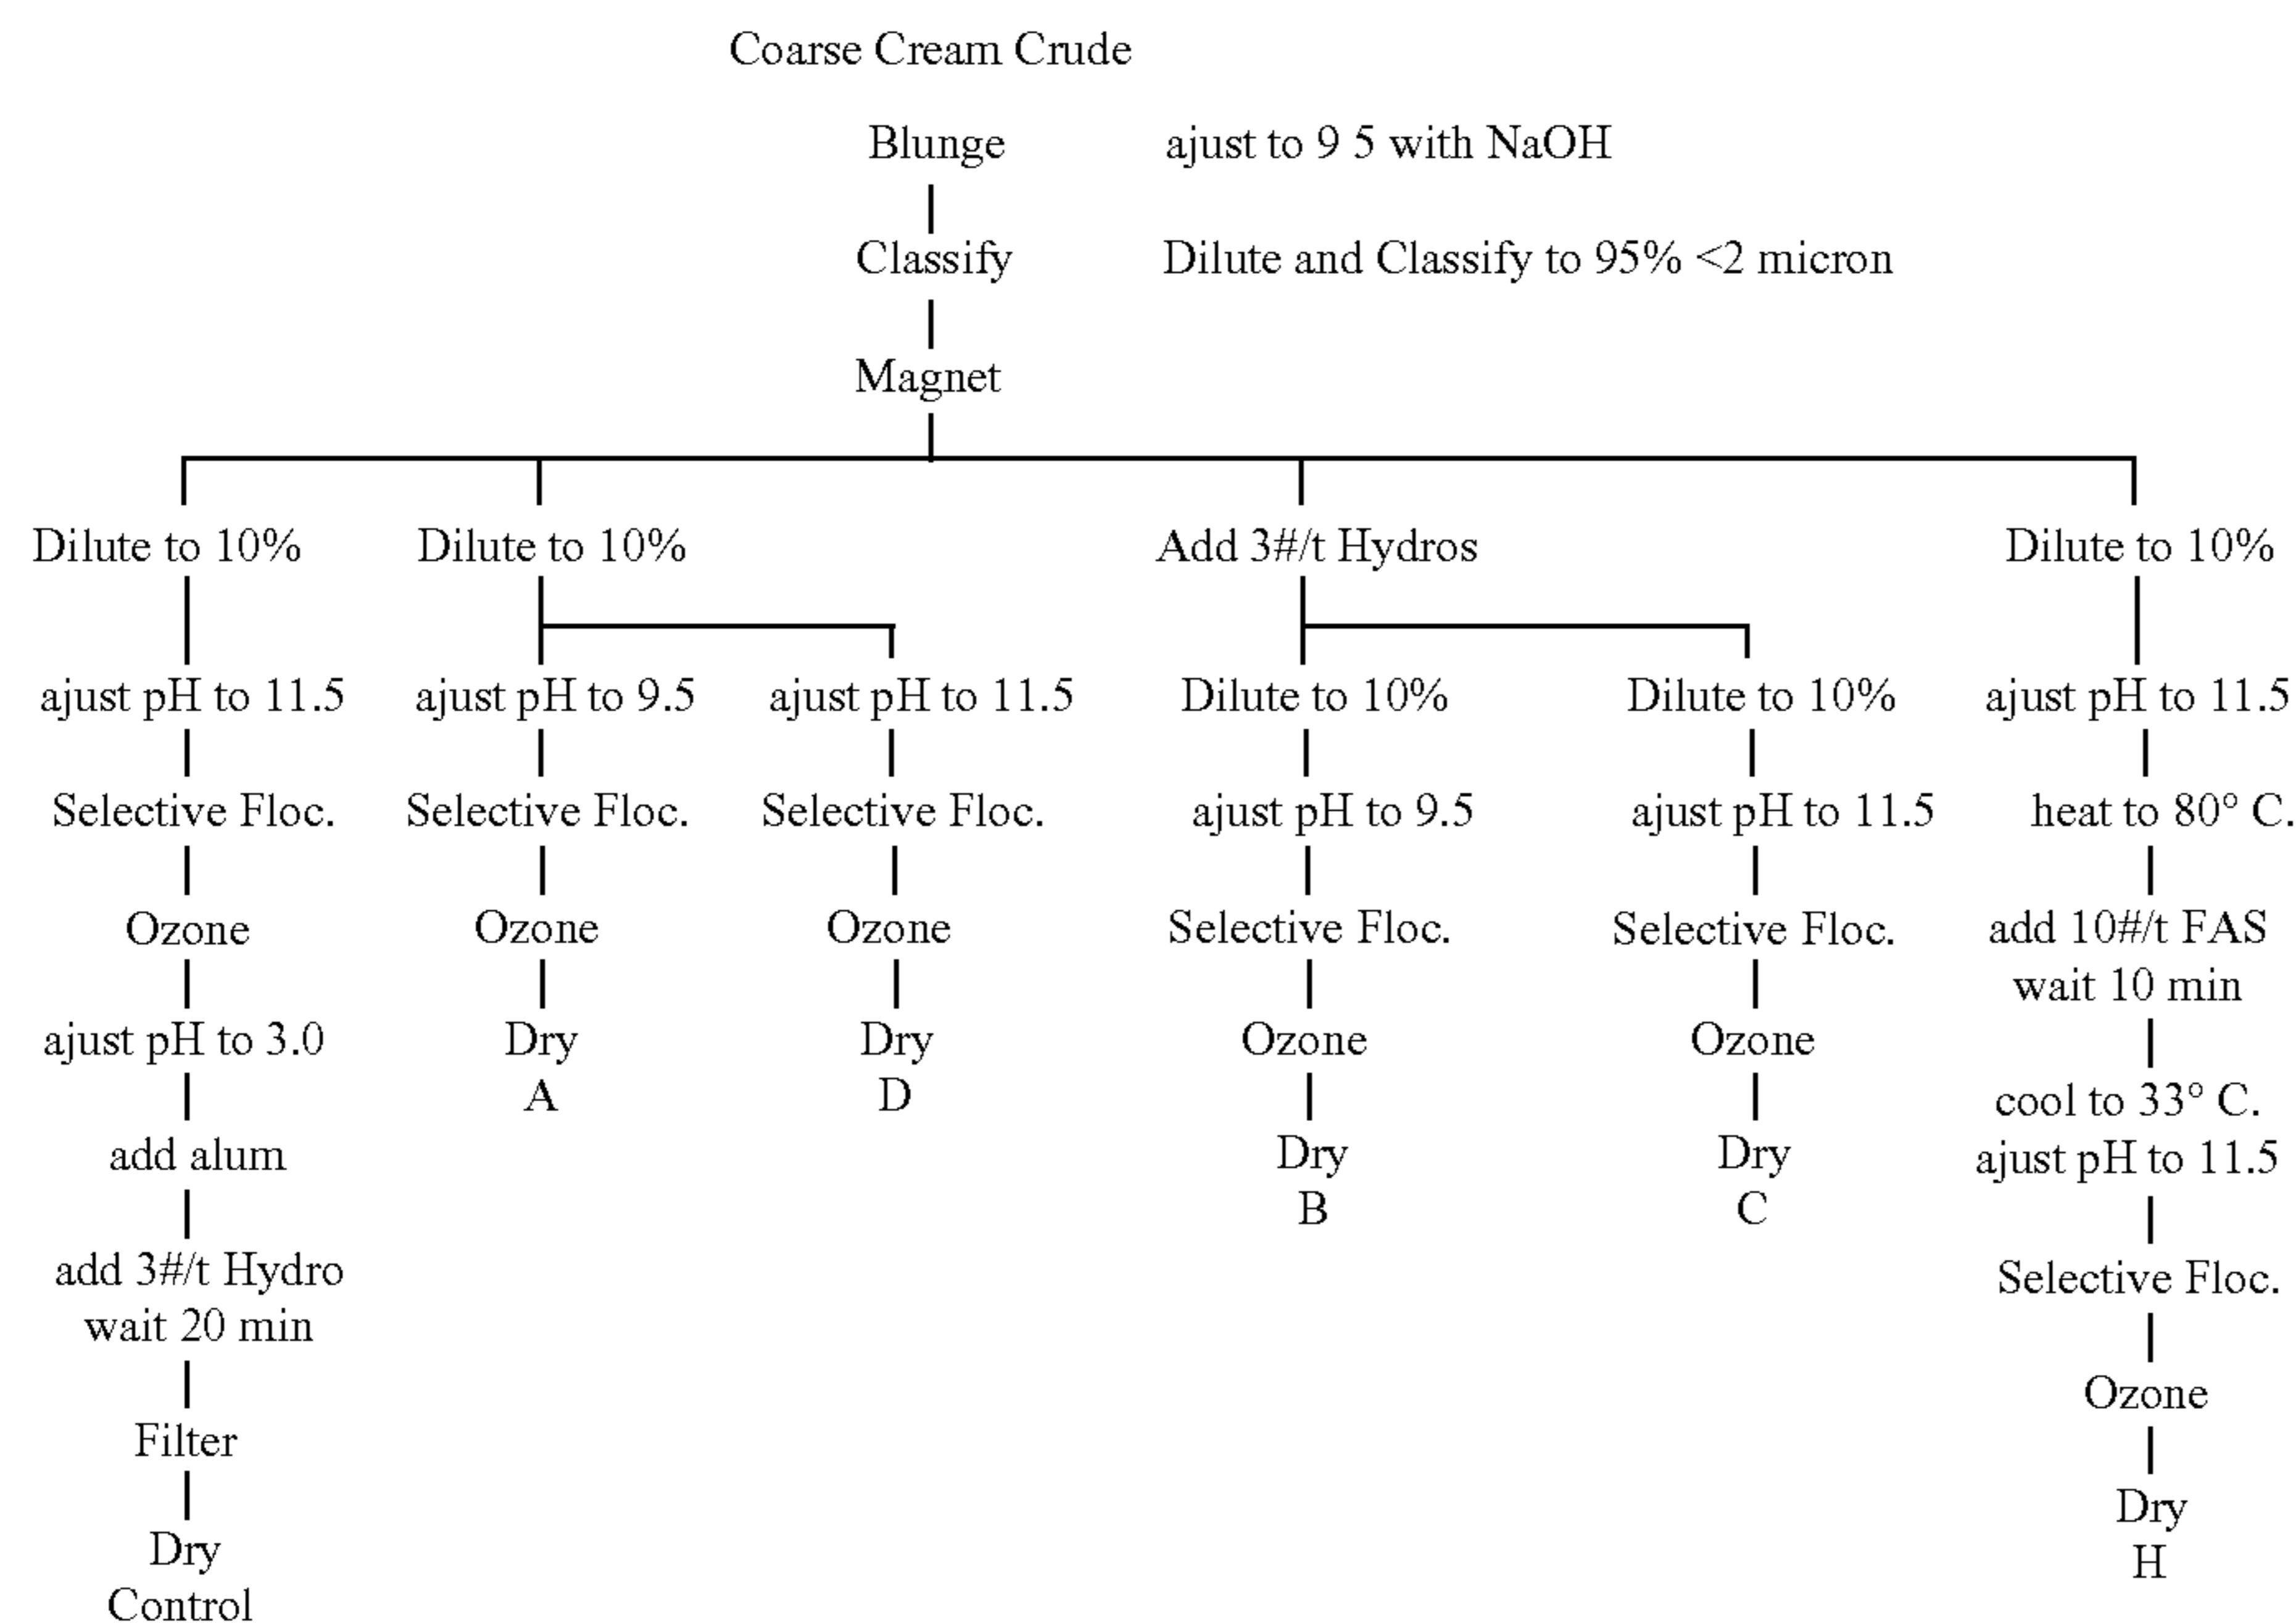 Coarse Cream Crude
Blunge ajust to 9 5 with NaOH
Classify Dilute and Classify to 95% <2 micron
Magnet
Dilute to 10% Dilute to 10% Add 3#/t Hydros Dilute to 10%
ajust pH to 11.5 ajust pH to 9.5 ajust pH to 11.5 Dilute to 10% Dilute to 10% ajust pH to 11.5
Selective Floc. Selective Floc. Selective Floc. ajust pH to 9.5 ajust pH to 11.5 heat to 80° C.
Ozone Ozone Ozone Selective Floc. Selective Floc. add 10#/t FAS
wait 10 min
ajust pH to 3.0 Dry Dry Ozone Ozone
A D cool to 33° C.
add alum Dry Dry ajust pH to 11.5
B C
add 3#/t Hydro Selective Floc.
wait 20 min
Ozone
Filter
Dry
Dry H
Control